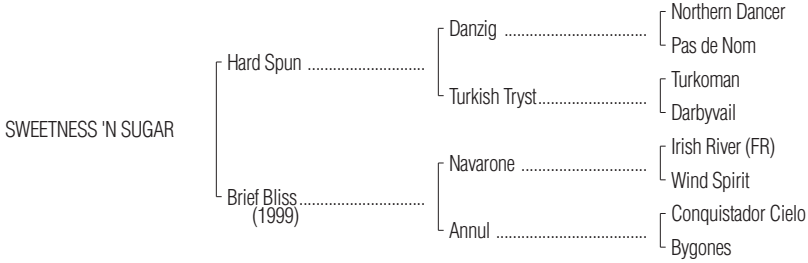 Northern Dancer
Danzig ..................................
Pas de Nom
Hard Spun ............................
Turkoman
Turkish Tryst..........................
Darbyvail
SWEETNESS 'N SUGAR
Irish River (FR)
Navarone ..............................
Wind Spirit
Brief Bliss..............................
(1999)
Conquistador Cielo
Annul ....................................
Bygones